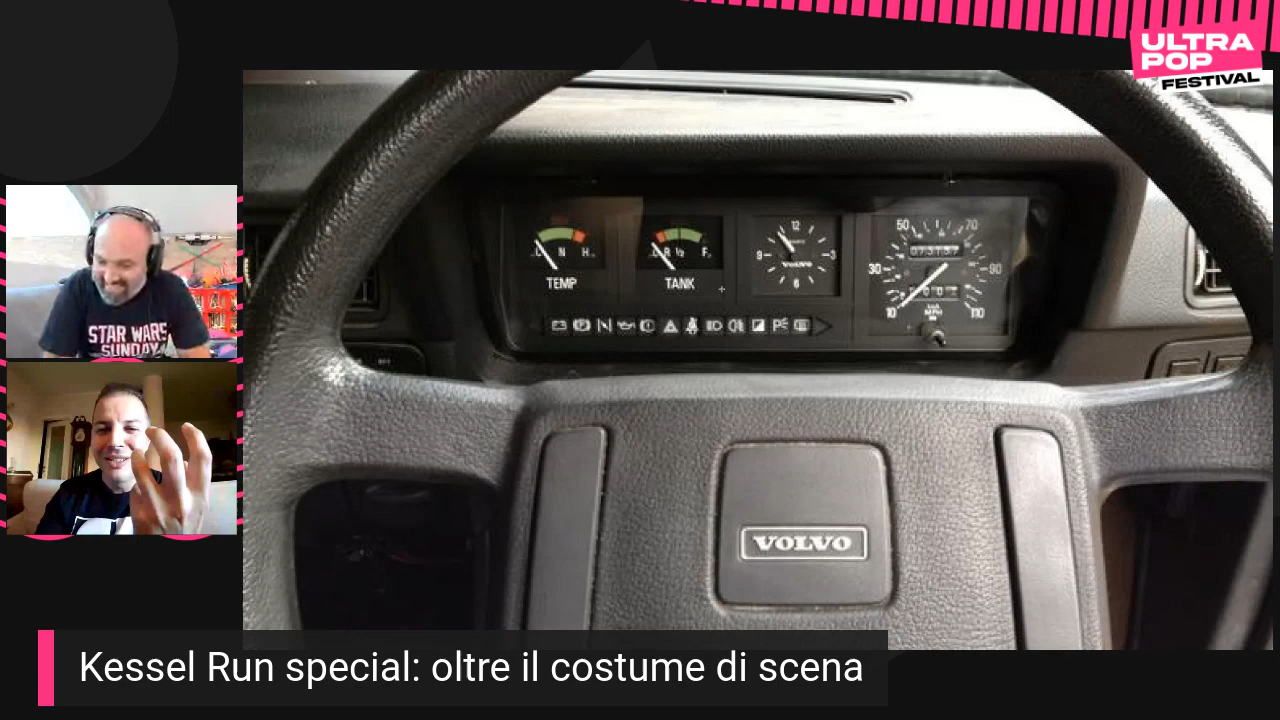 ULTRA
POP
FESTIVAL
STAR WARS
SUNDAY
TEMP
C N H
TANK
R ½ F
12
9 3
6
VOLVO
50 70
30 90
10 110
MPH
VOLVO
Kessel Run special: oltre il costume di scena